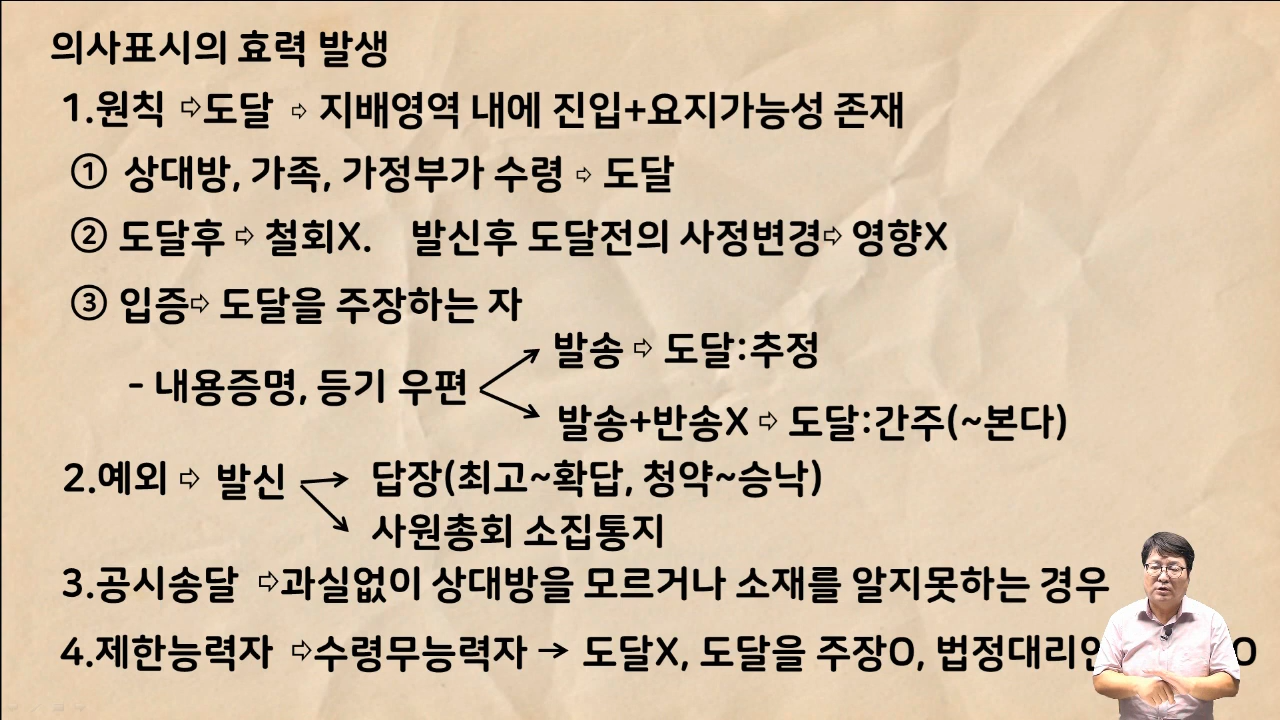 의사표시의 효력 발생
1.원칙 ⇨도달 ⇨ 지배영역 내에 진입+요지가능성 존재
① 상대방, 가족, 가정부가 수령 ⇨ 도달
② 도달후 ⇨ 철회X. 발신후 도달전의 사정변경⇨ 영향X
③ 입증⇨ 도달을 주장하는 자
발송 ⇨ 도달:추정
- 내용증명, 등기 우편
발송+반송X ⇨ 도달:간주(~본다)
2.예외 ⇨ 발신 → 답장(최고~확답, 청약~승낙)
사원총회 소집통지
3.공시송달 ⇨과실없이 상대방을 모르거나 소재를 알지못하는 경우
4.제한능력자 ⇨수령무능력자 → 도달X, 도달을 주장O, O